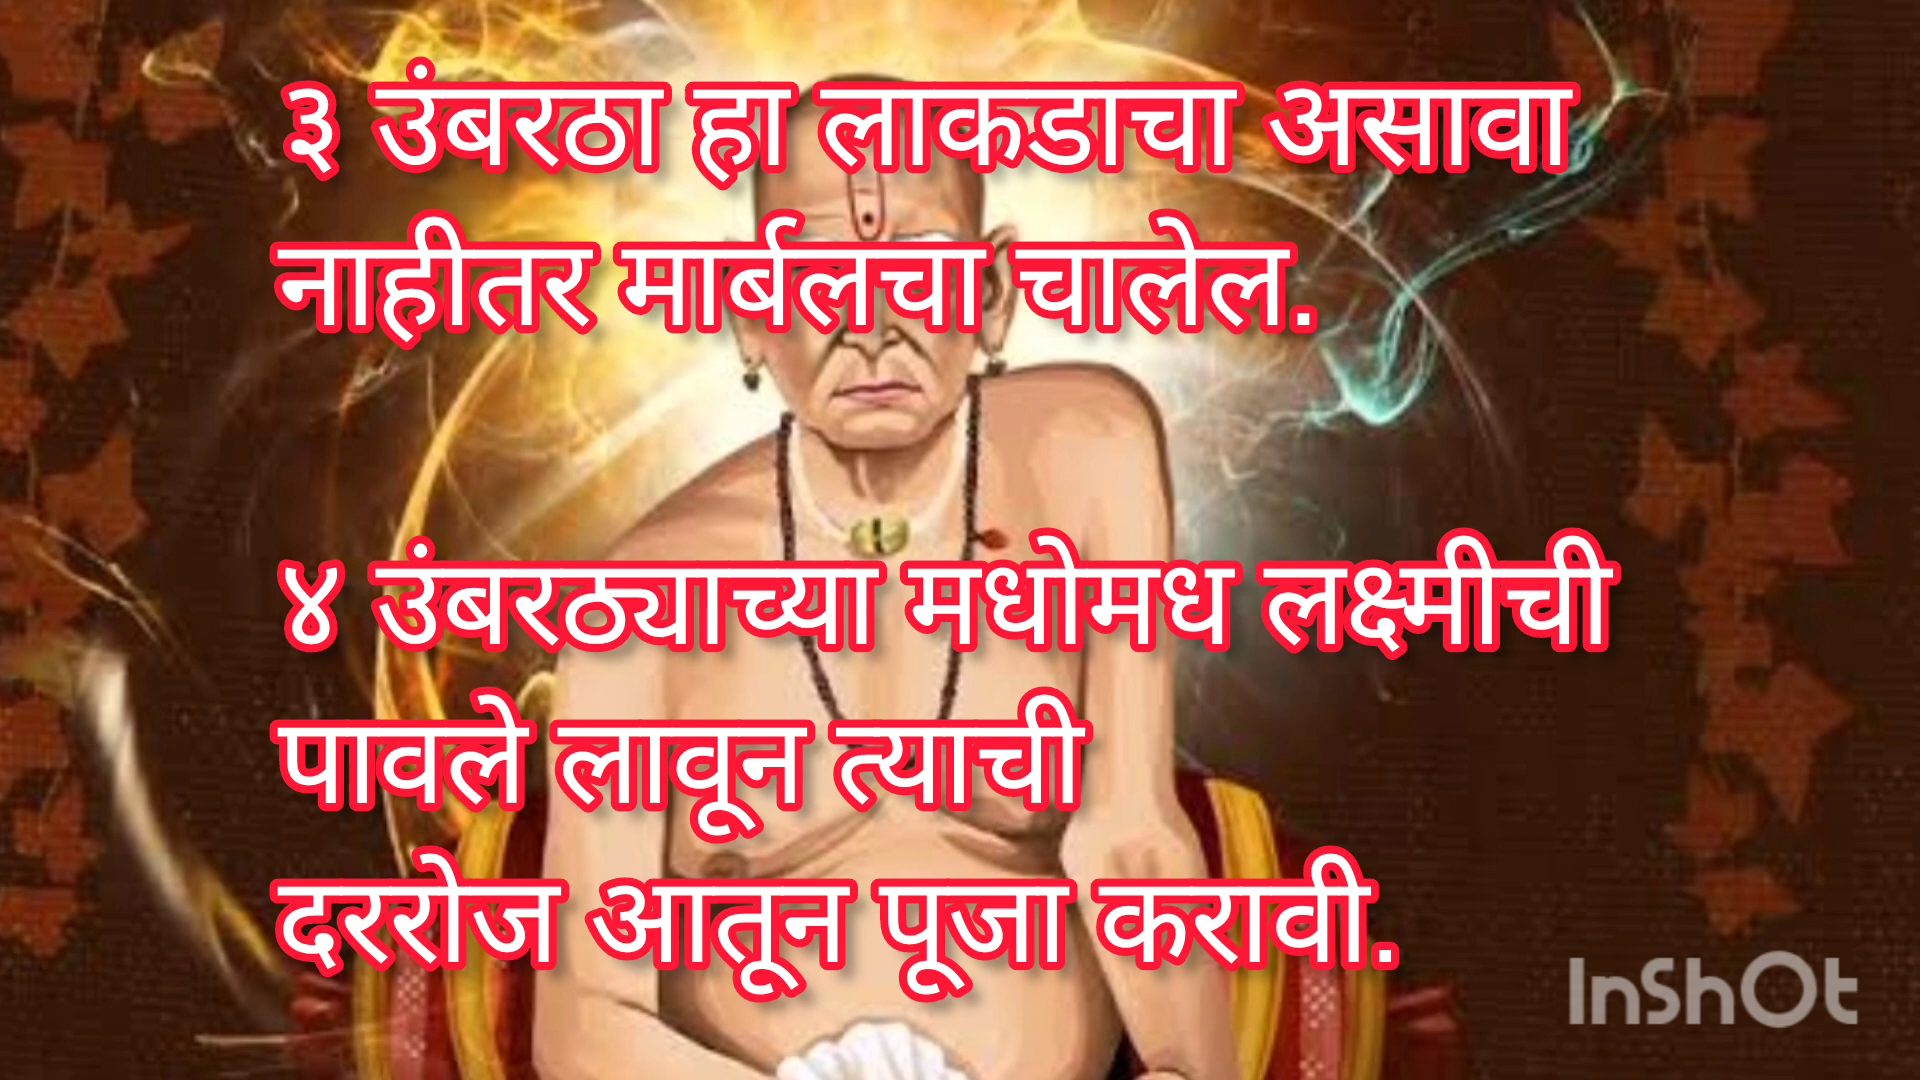 ३ उंबरठा हा लाकडाचा असावा
नाहीतर मार्बलचा चालेल.
४ उंबरठ्याच्या मधोमध लक्ष्मीची
पावले लावून त्याची
दररोज आतून पूजा करावी.
InShOt